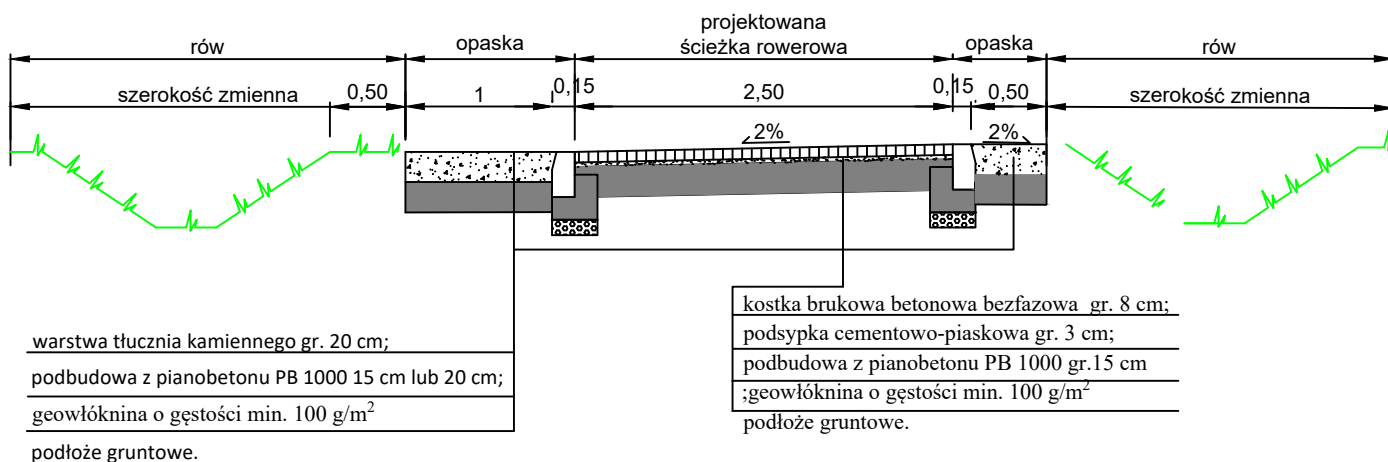 projektowana
rów opaska ścieżka rowerowa opaska rów
szerokość zmienna 0,50 1 0,15 2,50 0,15 0,50 szerokość zmienna
2% 2%
warstwa tłucznia kamiennego gr. 20 cm;
podbudowa z pianobetonu PB 1000 15 cm lub 20 cm;
geowłóknina o gęstości min. 100 g/m²
podłoże gruntowe.
kostka brukowa betonowa bezfazowa gr. 8 cm;
podsypka cementowo-piaskowa gr. 3 cm;
podbudowa z pianobetonu PB 1000 gr.15 cm
;geowłóknina o gęstości min. 100 g/m²
podłoże gruntowe.